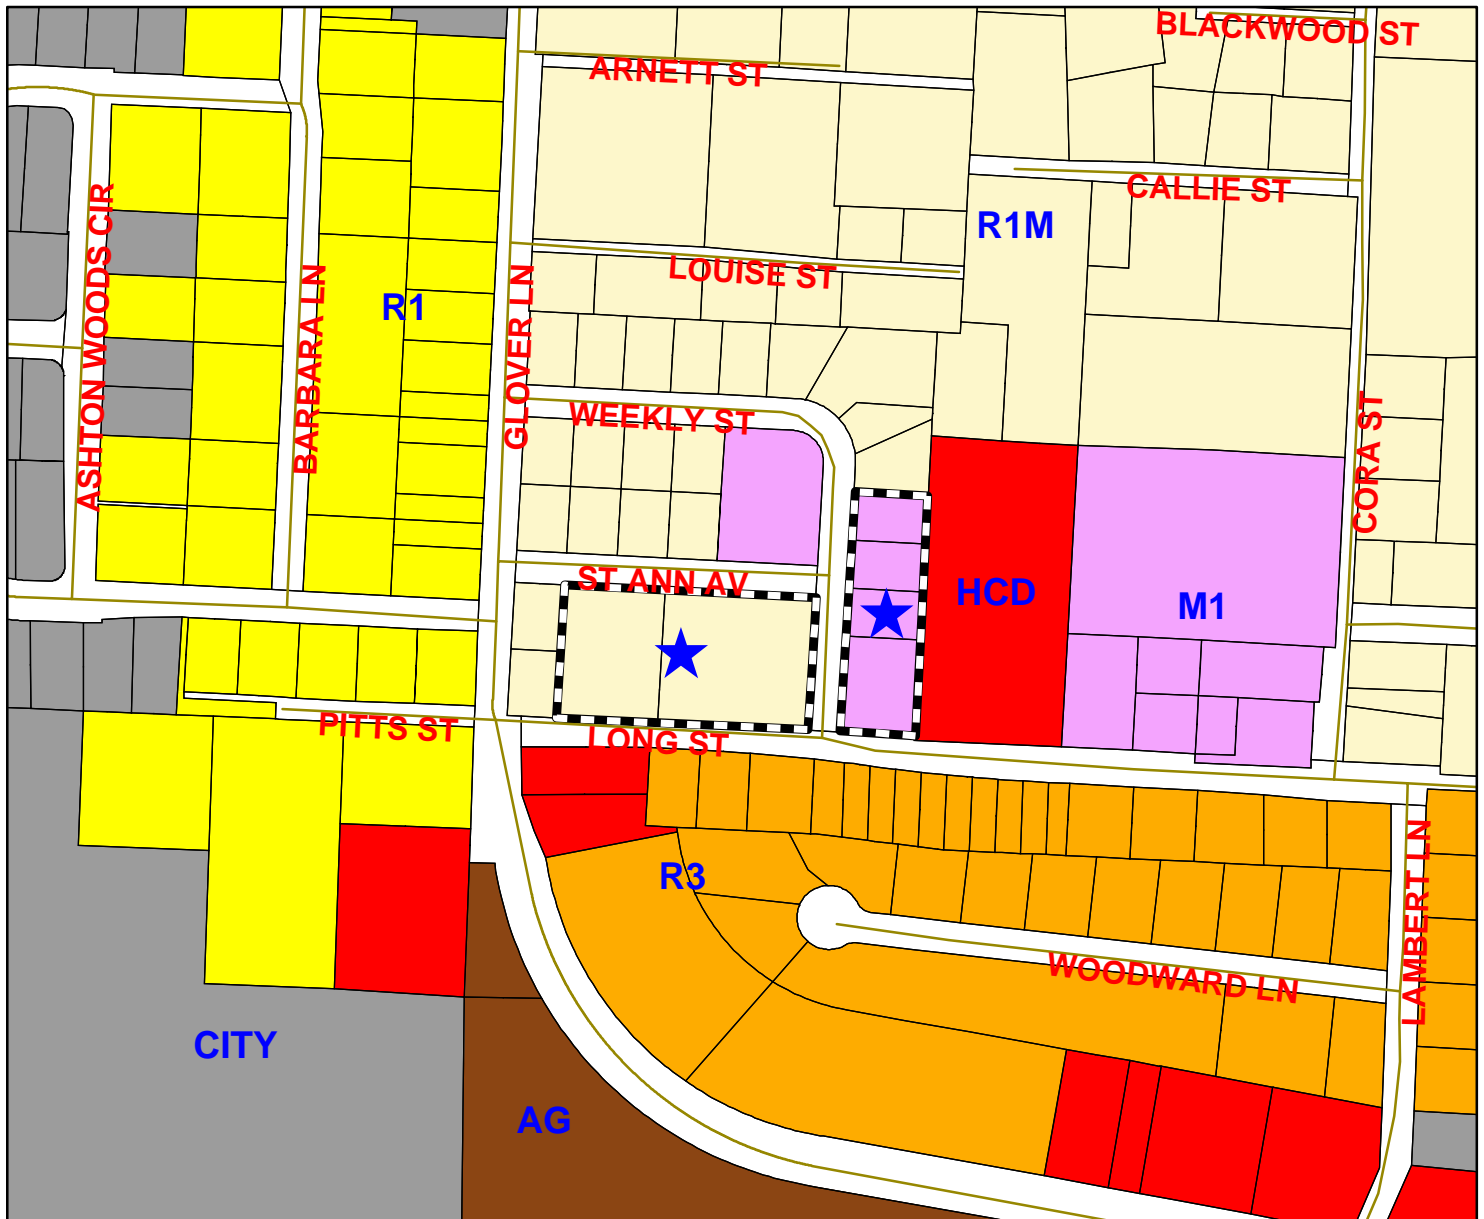 BLACKWOOD ST
ARNETT ST
CALLIE ST
R1M
LOUISE ST
R1
ASHTON WOODS CIR
BARBARA LN
GLOVER LN
WEEKLY ST
CORA ST
ST ANN AV
HCD
M1
PITTS ST
LONG ST
R3
LAMBERT LN
WOODWARD LN
CITY
AG